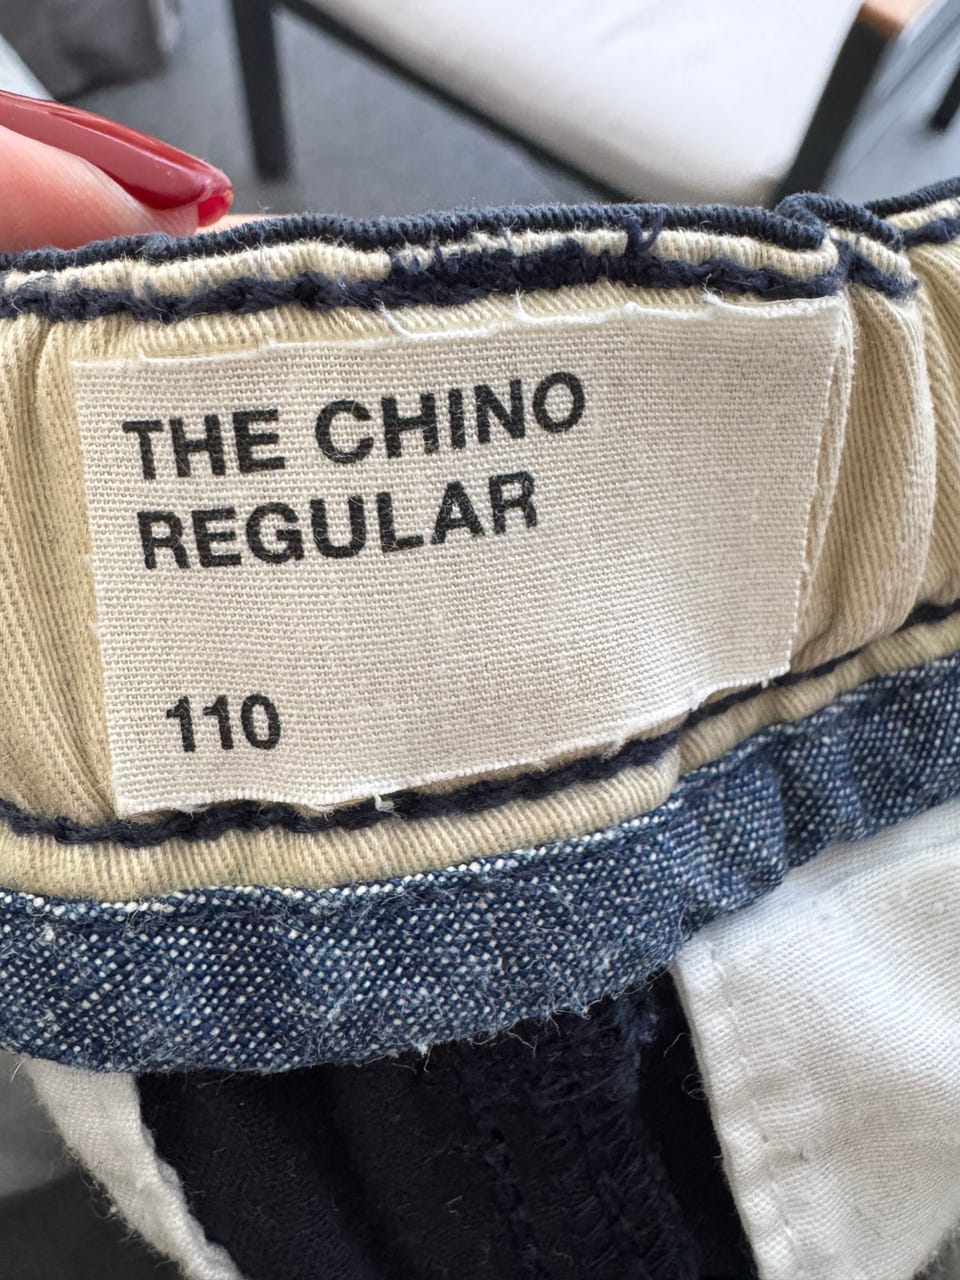 THE CHINO
REGULAR
110